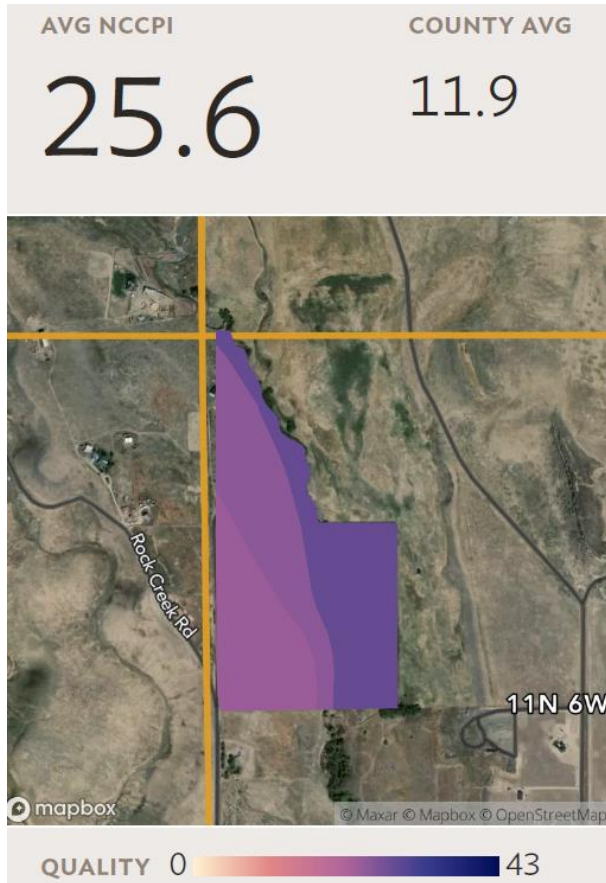 AVG NCCPI COUNTY AVG
25.6 11.9
Rock Creek Rd
11N 6W
mapbox © Maxar © Mapbox © OpenStreetMap
QUALITY 0 43